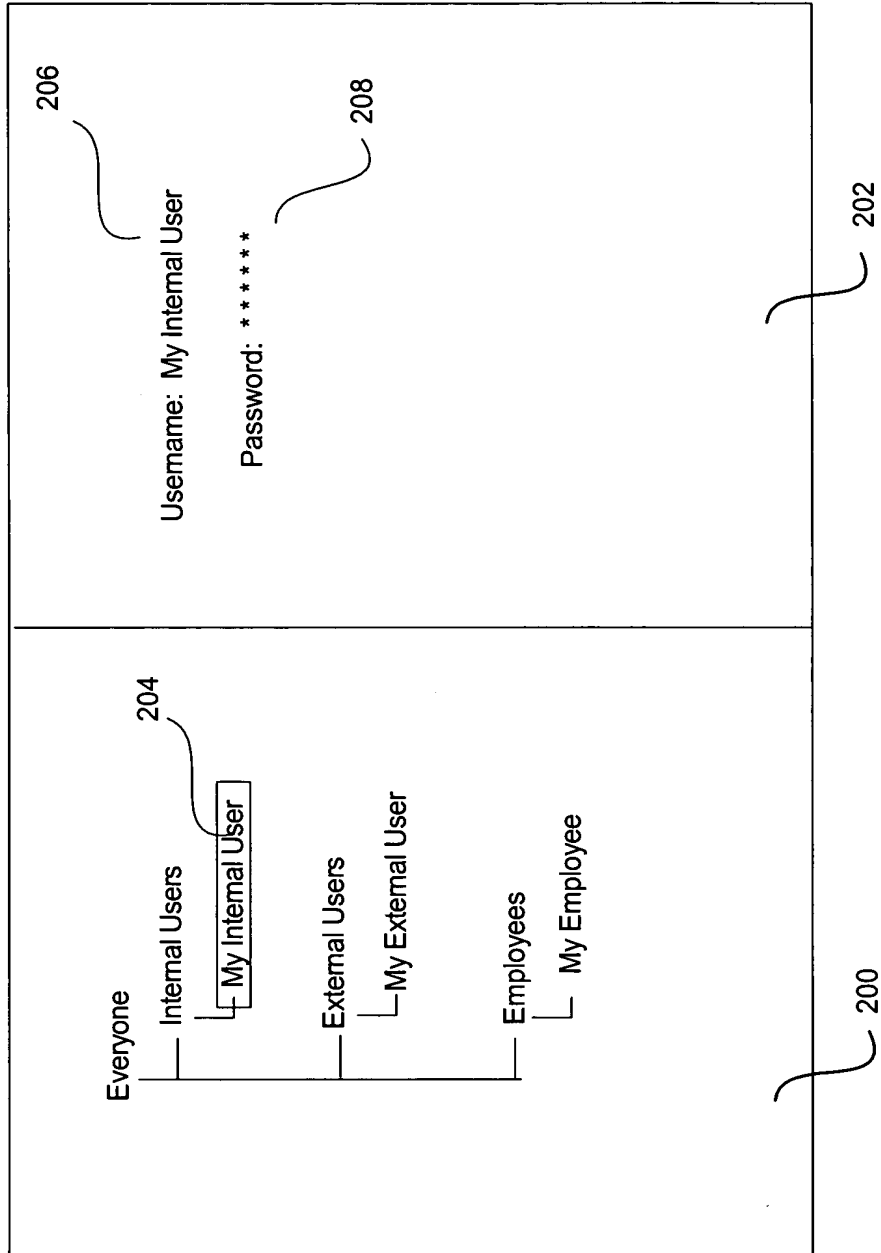 Everyone
Internal Users
My Internal User
External Users
My External User
Employees
My Employee
204
200
Username: My Internal User
Password: *******
206
208
202